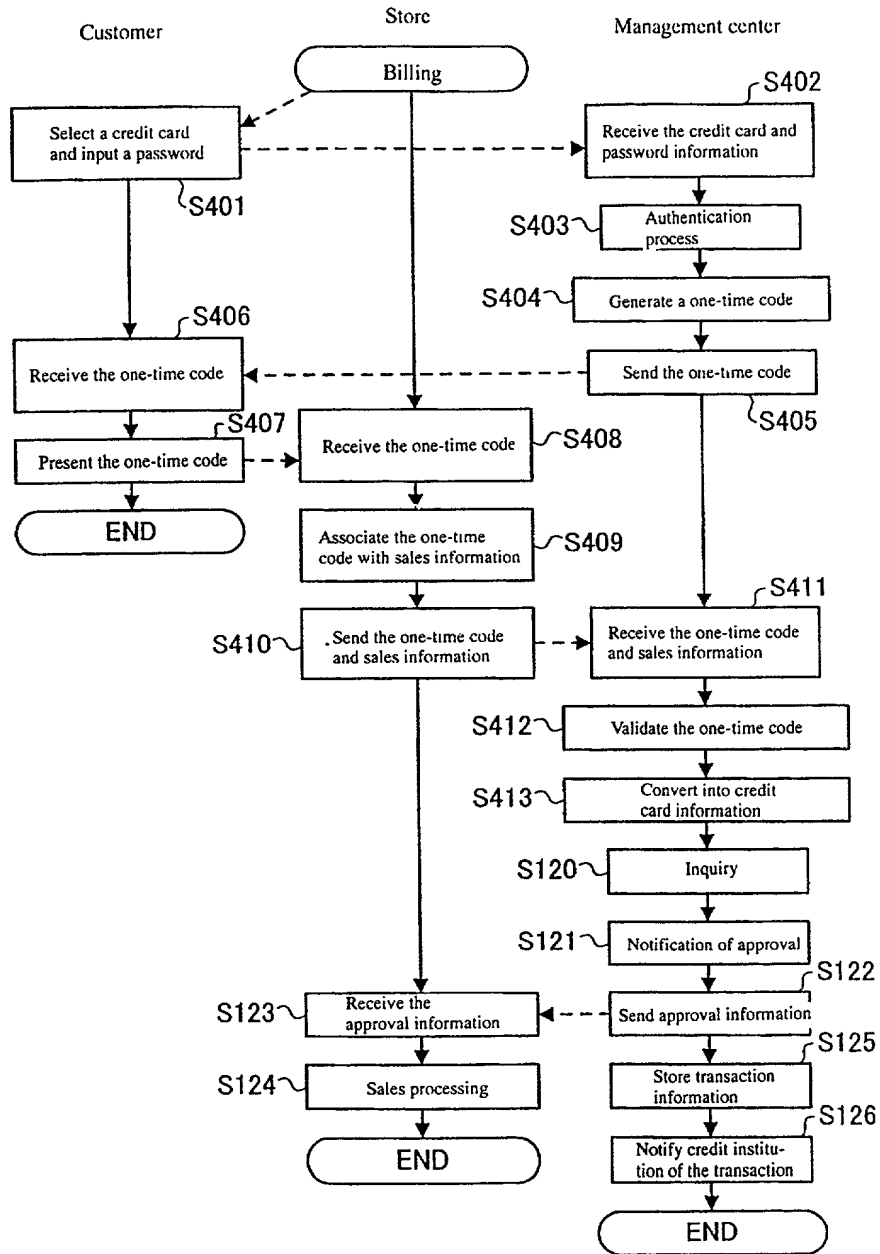 Customer
Store
Management center
Billing
S402
Select a credit card
and input a password
Receive the credit card and
password information
S401
S403
Authentication
process
S404
Generate a one-time code
S406
Receive the one-time code
Send the one-time code
S405
S407
Present the one-time code
Receive the one-time code
S408
END
Associate the one-time
code with sales information
S409
S411
S410
Send the one-time code
and sales information
Receive the one-time code
and sales information
S412
Validate the one-time code
S413
Convert into credit
card information
S120
Inquiry
S121
Notification of approval
S122
S123
Receive the
approval information
Send approval information
S125
S124
Sales processing
Store transaction
information
S126
END
Notify credit institu-
tion of the transaction
END